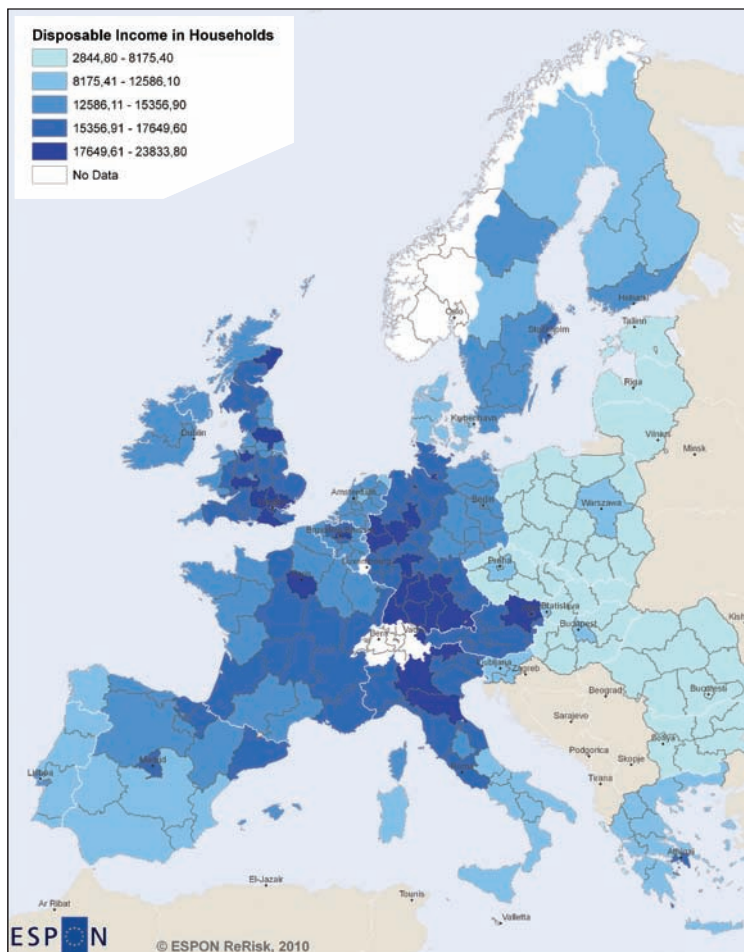 Disposable Income in Households
2844,80 - 8175,40
8175,41 - 12586,10
12586,11 - 15356,90
15356,91 - 17649,60
17649,61 - 23833,80
No Data
Oslo
Helsinki
Tallinn
Stockholm
Riga
København
Vilnius
Dublin
Minsk
Amsterdam
Berlin
Warszawa
Praha
Bratislava
Budapest
Bern
Vaduz
Ljubljana
Zagreb
Beograd
Bucuresti
Sarajevo
Sofiya
Podgorica
Skopje
Madrid
Tirana
Lisboa
Athinai
El-Jazair
Tounis
Ar Ribat
Valletta
ESPON
© ESPON ReRisk, 2010